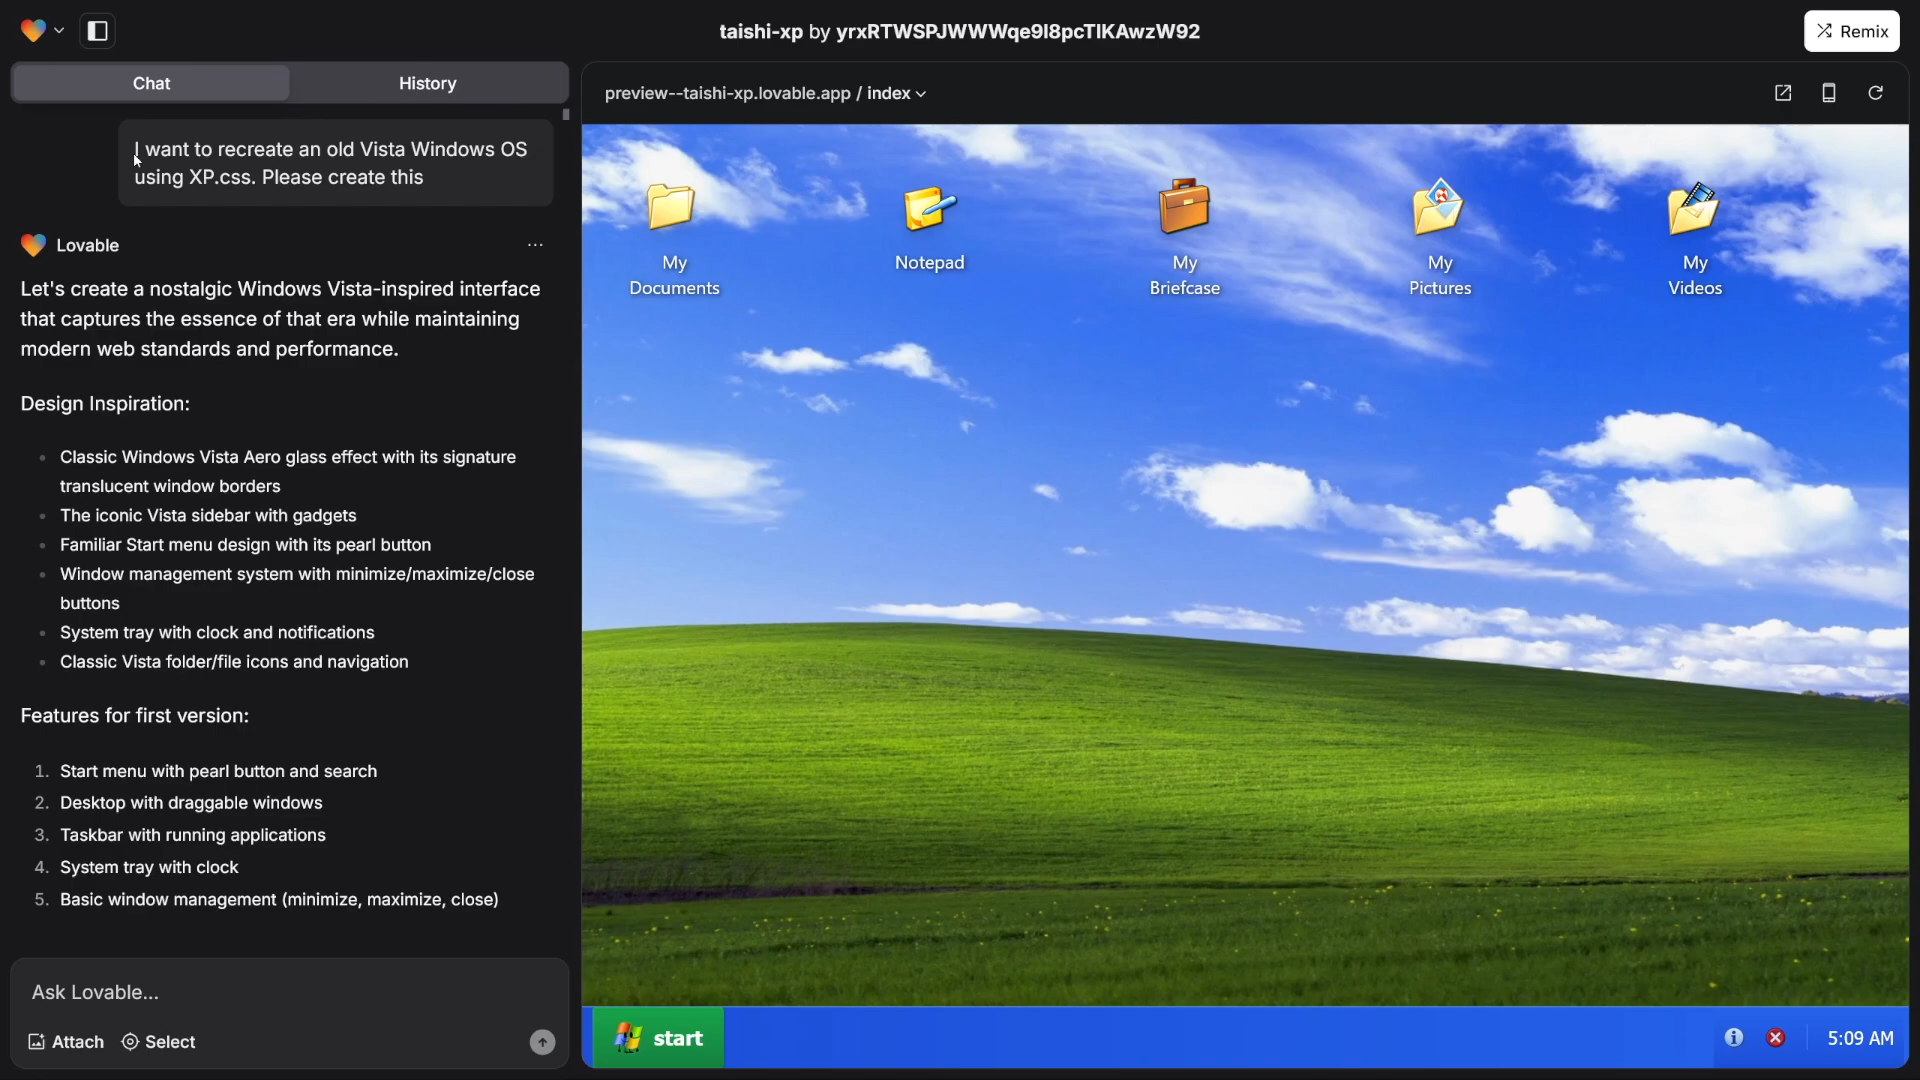 taishi-xp by yrxRTWSPJWWWqe9I8pcTIKAwzW92
Remix
Chat
History
I want to recreate an old Vista Windows OS
using XP.css. Please create this
Lovable
Let's create a nostalgic Windows Vista-inspired interface
that captures the essence of that era while maintaining
modern web standards and performance.
Design Inspiration:
Classic Windows Vista Aero glass effect with its signature
translucent window borders
The iconic Vista sidebar with gadgets
Familiar Start menu design with its pearl button
Window management system with minimize/maximize/close
buttons
System tray with clock and notifications
Classic Vista folder/file icons and navigation
Features for first version:
1. Start menu with pearl button and search
2. Desktop with draggable windows
3. Taskbar with running applications
4. System tray with clock
5. Basic window management (minimize, maximize, close)
Ask Lovable...
Attach
Select
preview--taishi-xp.lovable.app / index
My
Documents
Notepad
My
Briefcase
My
Pictures
My
Videos
start
5:09 AM